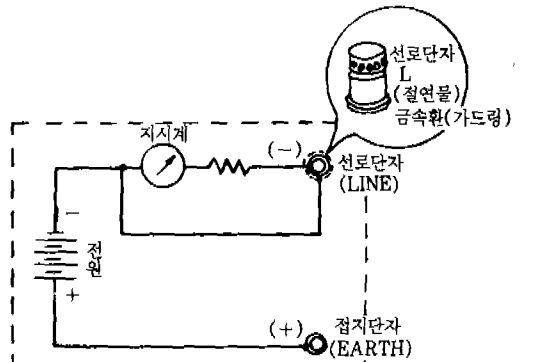 선로단자
L
(절연물)
금속환(가드링)
지시계
(-)
선로단자
(LINE)
-
전원
+
(+)
접지단자
(EARTH)